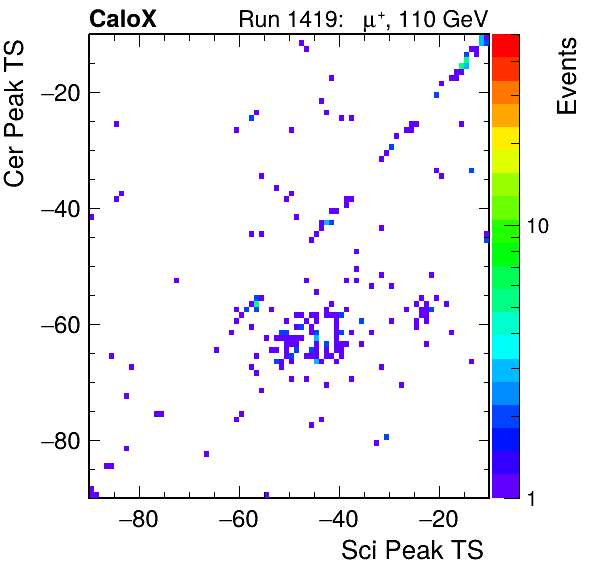 CaloX
Run 1419: μ⁺, 110 GeV
Cer Peak TS
Events
−20
−40
−60
−80
10
1
−80
−60
−40
−20
Sci Peak TS